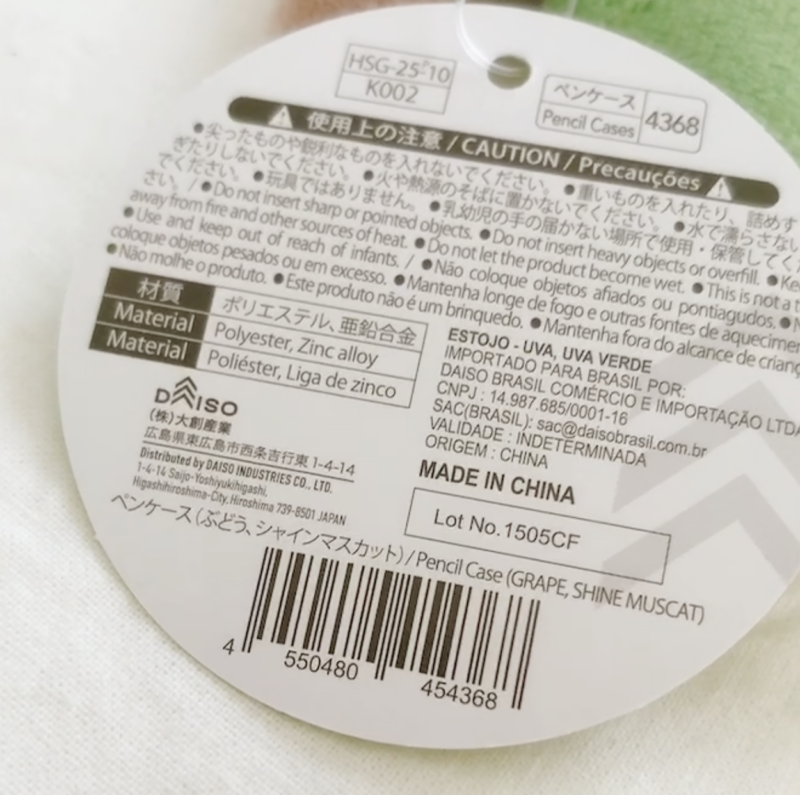 HSG-25*10
K002
ペンケース
Pencil Cases
4368
使用上の注意 / CAUTION / Precauções
●尖ったものや鋭利なものを入れないでください。 ●重いものを入れたり、詰めす
ぎたりしないでください。 ●火や熱源のそばに置かないでください。 ●水で濡らさない
でください。 ●玩具ではありません。 ●乳幼児の手の届かない場所で使用・保管してく
ださい。 / ●Do not insert sharp or pointed objects. ●Do not insert heavy objects or overfill. ●Keep
away from fire and other sources of heat. ●Do not let the product become wet. ●This is not a t
●Use and keep out of reach of infants. / ●Não coloque objetos afiados ou pontiagudos. ●N
coloque objetos pesados ou em excesso. ●Mantenha longe de fogo e outras fontes de aquecimen
●Não molhe o produto. ●Este produto não é um brinquedo. ●Mantenha fora do alcance de crianç
材質 ポリエステル、亜鉛合金
Material Polyester, Zinc alloy
Material Poliéster, Liga de zinco
ESTOJO - UVA, UVA VERDE
IMPORTADO PARA BRASIL POR:
DAISO BRASIL COMÉRCIO E IMPORTAÇÃO LTDA
CNPJ : 14.987.685/0001-16
SAC(BRASIL): sac@daisobrasil.com.br
VALIDADE : INDETERMINADA
ORIGEM : CHINA
DAISO
(株)大創産業
広島県東広島市西条吉行東 1-4-14
Distributed by DAISO INDUSTRIES CO., LTD.
1-4-14 Saijo-Yoshiyukihigashi,
Higashihiroshima-City, Hiroshima 739-8501 JAPAN
MADE IN CHINA
Lot No.1505CF
ペンケース(ぶどう、シャインマスカット) / Pencil Case (GRAPE, SHINE MUSCAT)
4 550480 454368